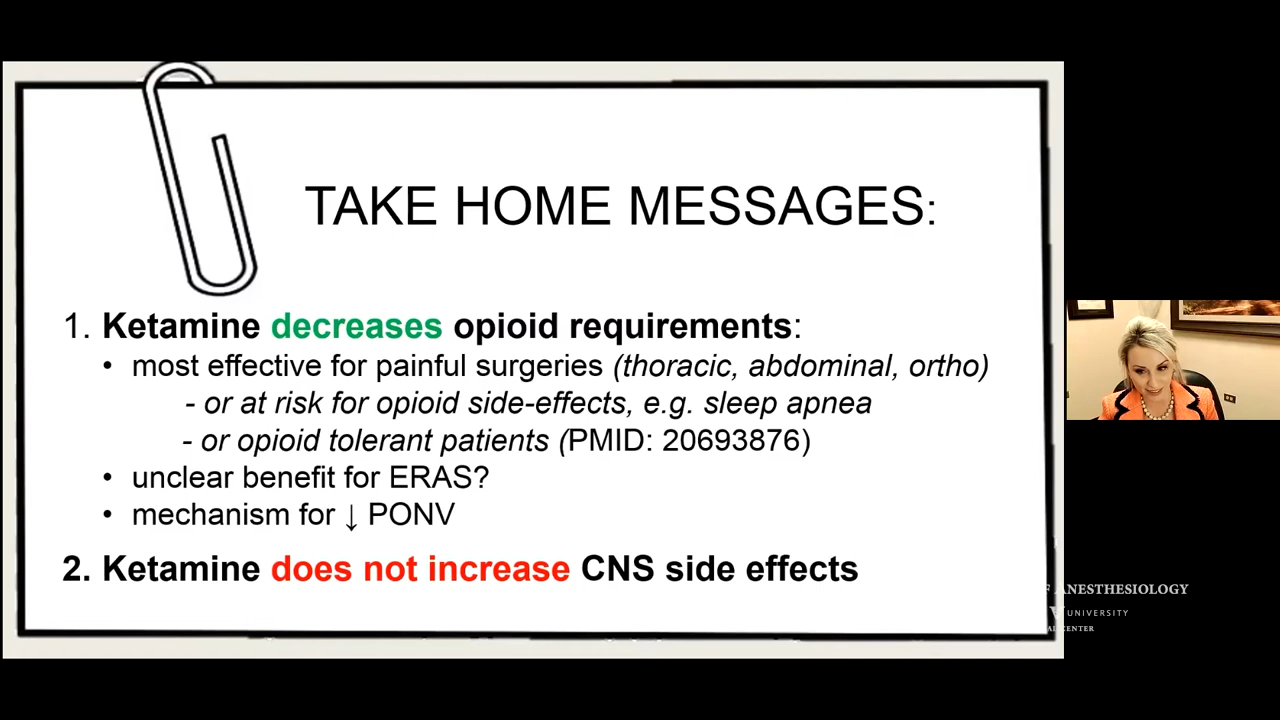 TAKE HOME MESSAGES:
1. Ketamine decreases opioid requirements:
• most effective for painful surgeries (thoracic, abdominal, ortho)
- or at risk for opioid side-effects, e.g. sleep apnea
- or opioid tolerant patients (PMID: 20693876)
• unclear benefit for ERAS?
• mechanism for ↓ PONV
2. Ketamine does not increase CNS side effects
F ANESTHESIOLOGY
UNIVERSITY
CENTER